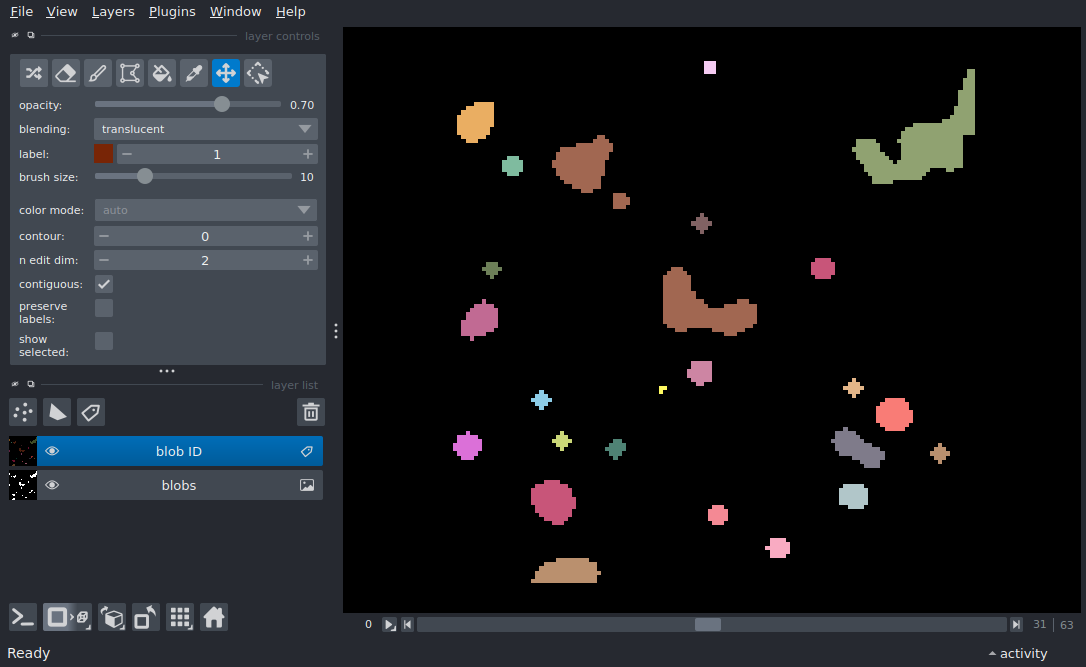 File View Layers Plugins Window Help
layer controls
opacity: 0.70
blending: translucent
label: 1
brush size: 10
color mode: auto
contour: 0
n edit dim: 2
contiguous:
preserve
labels:
show
selected:
layer list
blob ID
blobs
0 31 | 63
Ready activity